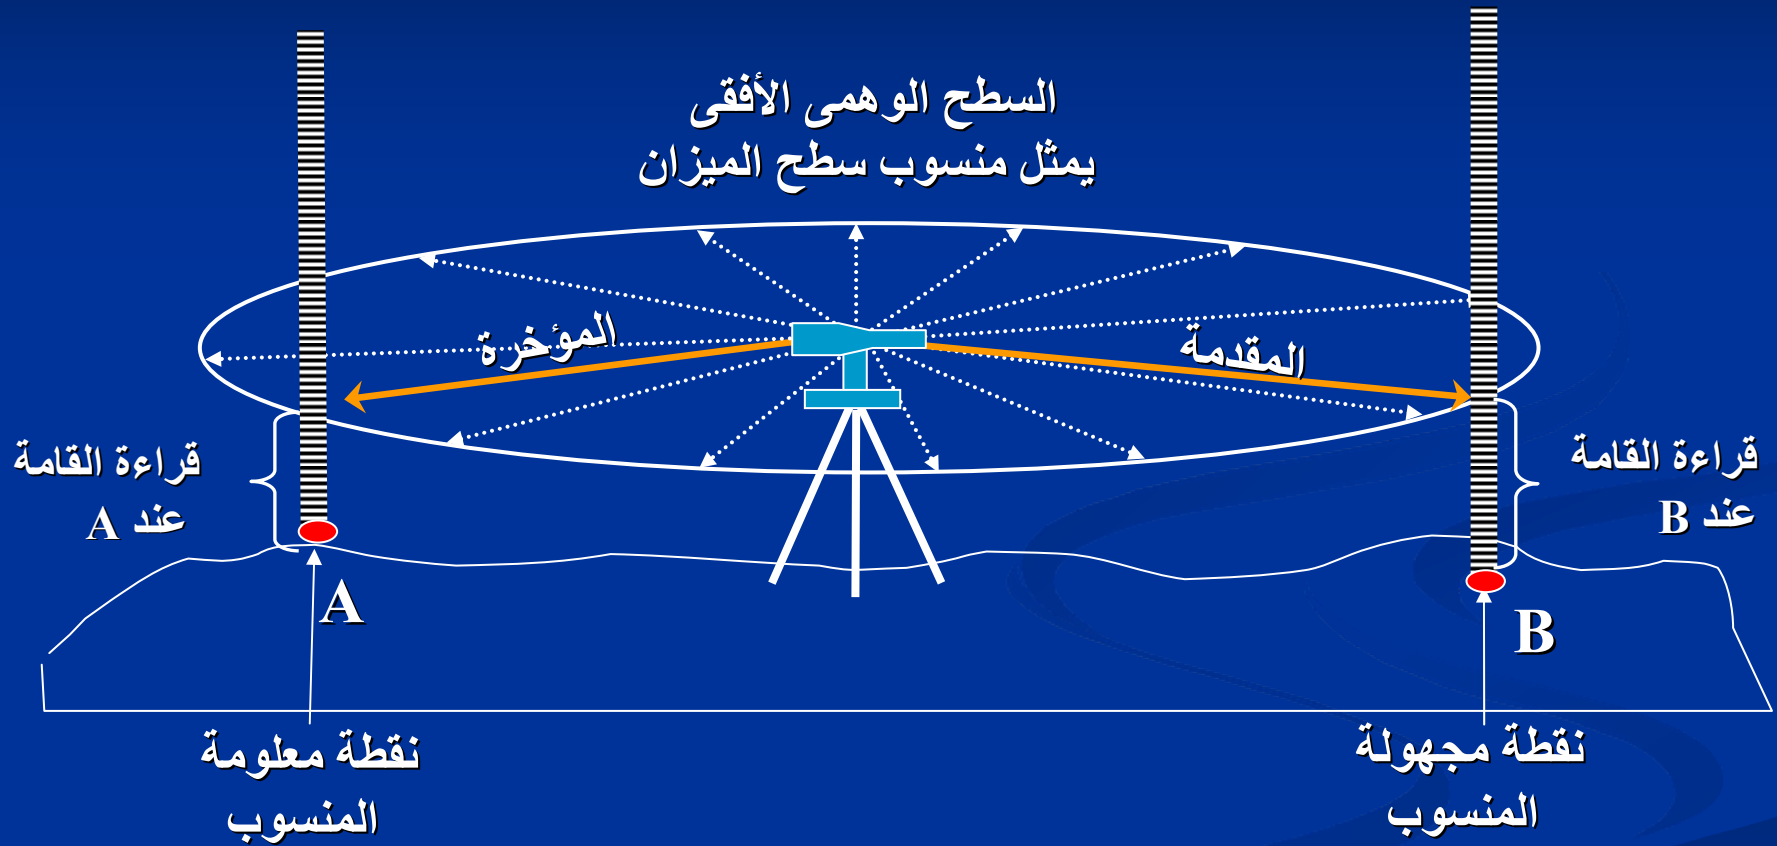 السطح الوهمى الأفقى
يمثل منسوب سطح الميزان
المقدمة
المؤخرة
قراءة القامة
عند B
قراءة القامة
عند A
B
A
نقطة مجهولة
المنسوب
نقطة معلومة
المنسوب